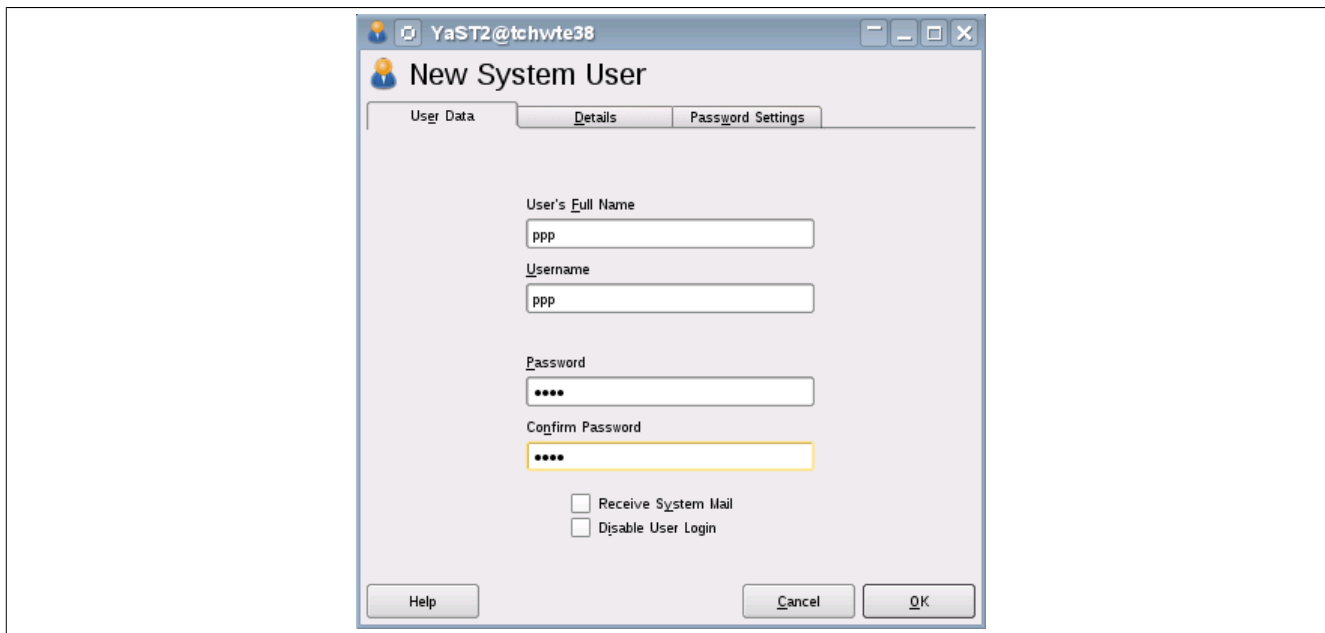 YaST2@tchwte38
New System User
User Data Details Password Settings
User's Full Name
ppp
Username
ppp
Password
••••
Confirm Password
••••
Receive System Mail
Disable User Login
Help Cancel OK